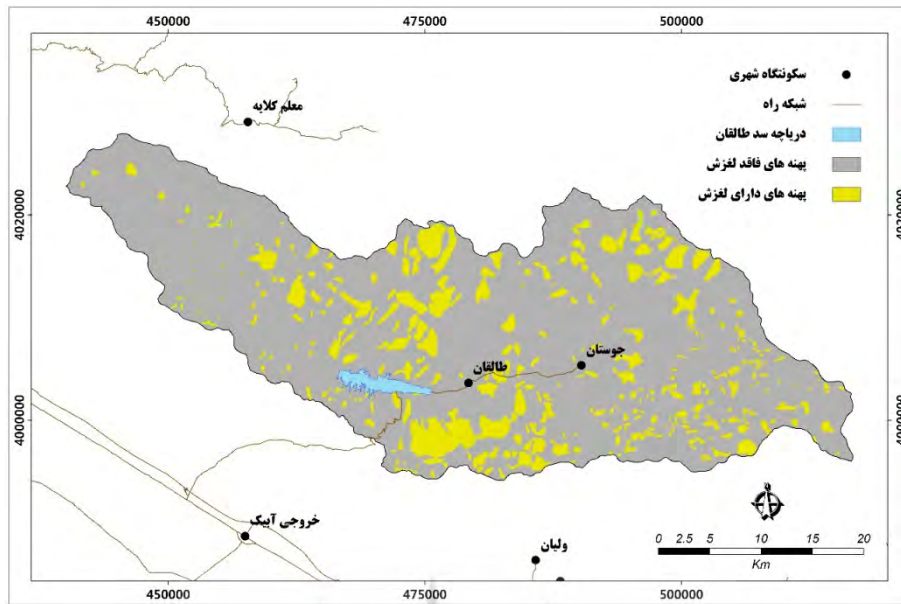 450000 475000 500000
سکونتگاه شهری
شبکه راه
دریاچه سد طالقان
پهنه های فاقد لغزش
پهنه های دارای لغزش
معلم کلایه
4020000 4020000
جوستان
طالقان
4000000 4000000
خروجی آبیک
ولیان
0 2.5 5 10 15 20
Km
450000 475000 500000